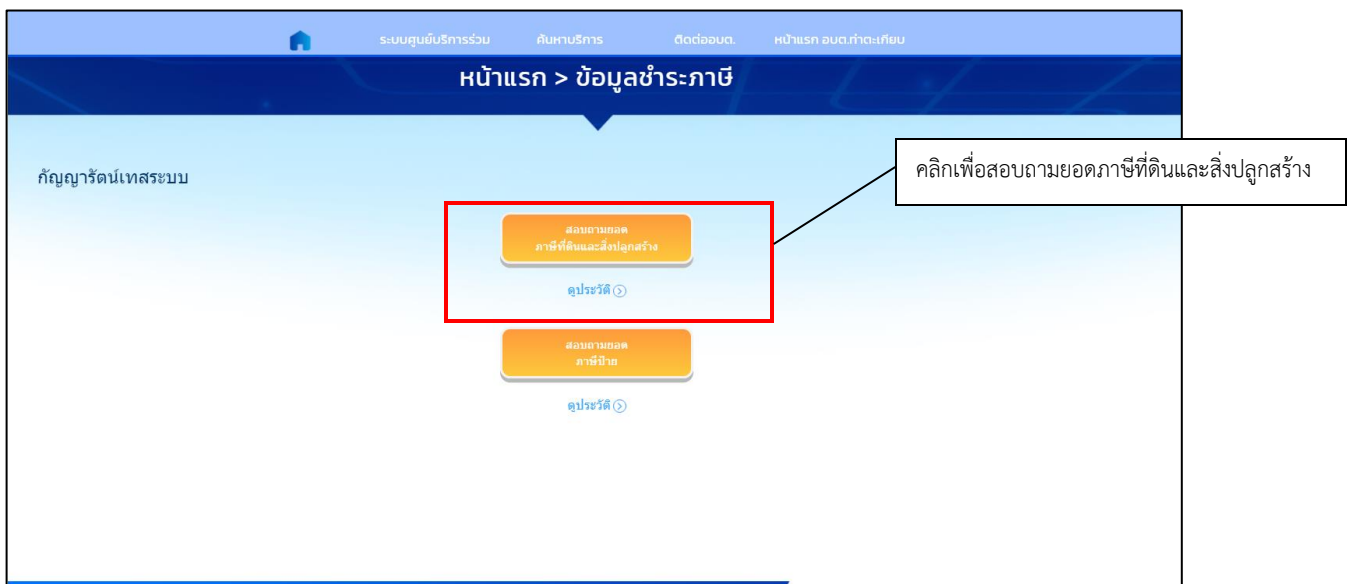 ระบบศูนย์บริการร่วม ค้นหาบริการ ติดต่ออบต. หน้าแรก อบต.ท่าตะเกียบ
หน้าแรก > ข้อมูลชำระภาษี
คลิกเพื่อสอบถามยอดภาษีที่ดินและสิ่งปลูกสร้าง
กัญญารัตน์เทสระบบ
สอบถามยอด
ภาษีที่ดินและสิ่งปลูกสร้าง
ดูประวัติ
สอบถามยอด
ภาษีป้าย
ดูประวัติ